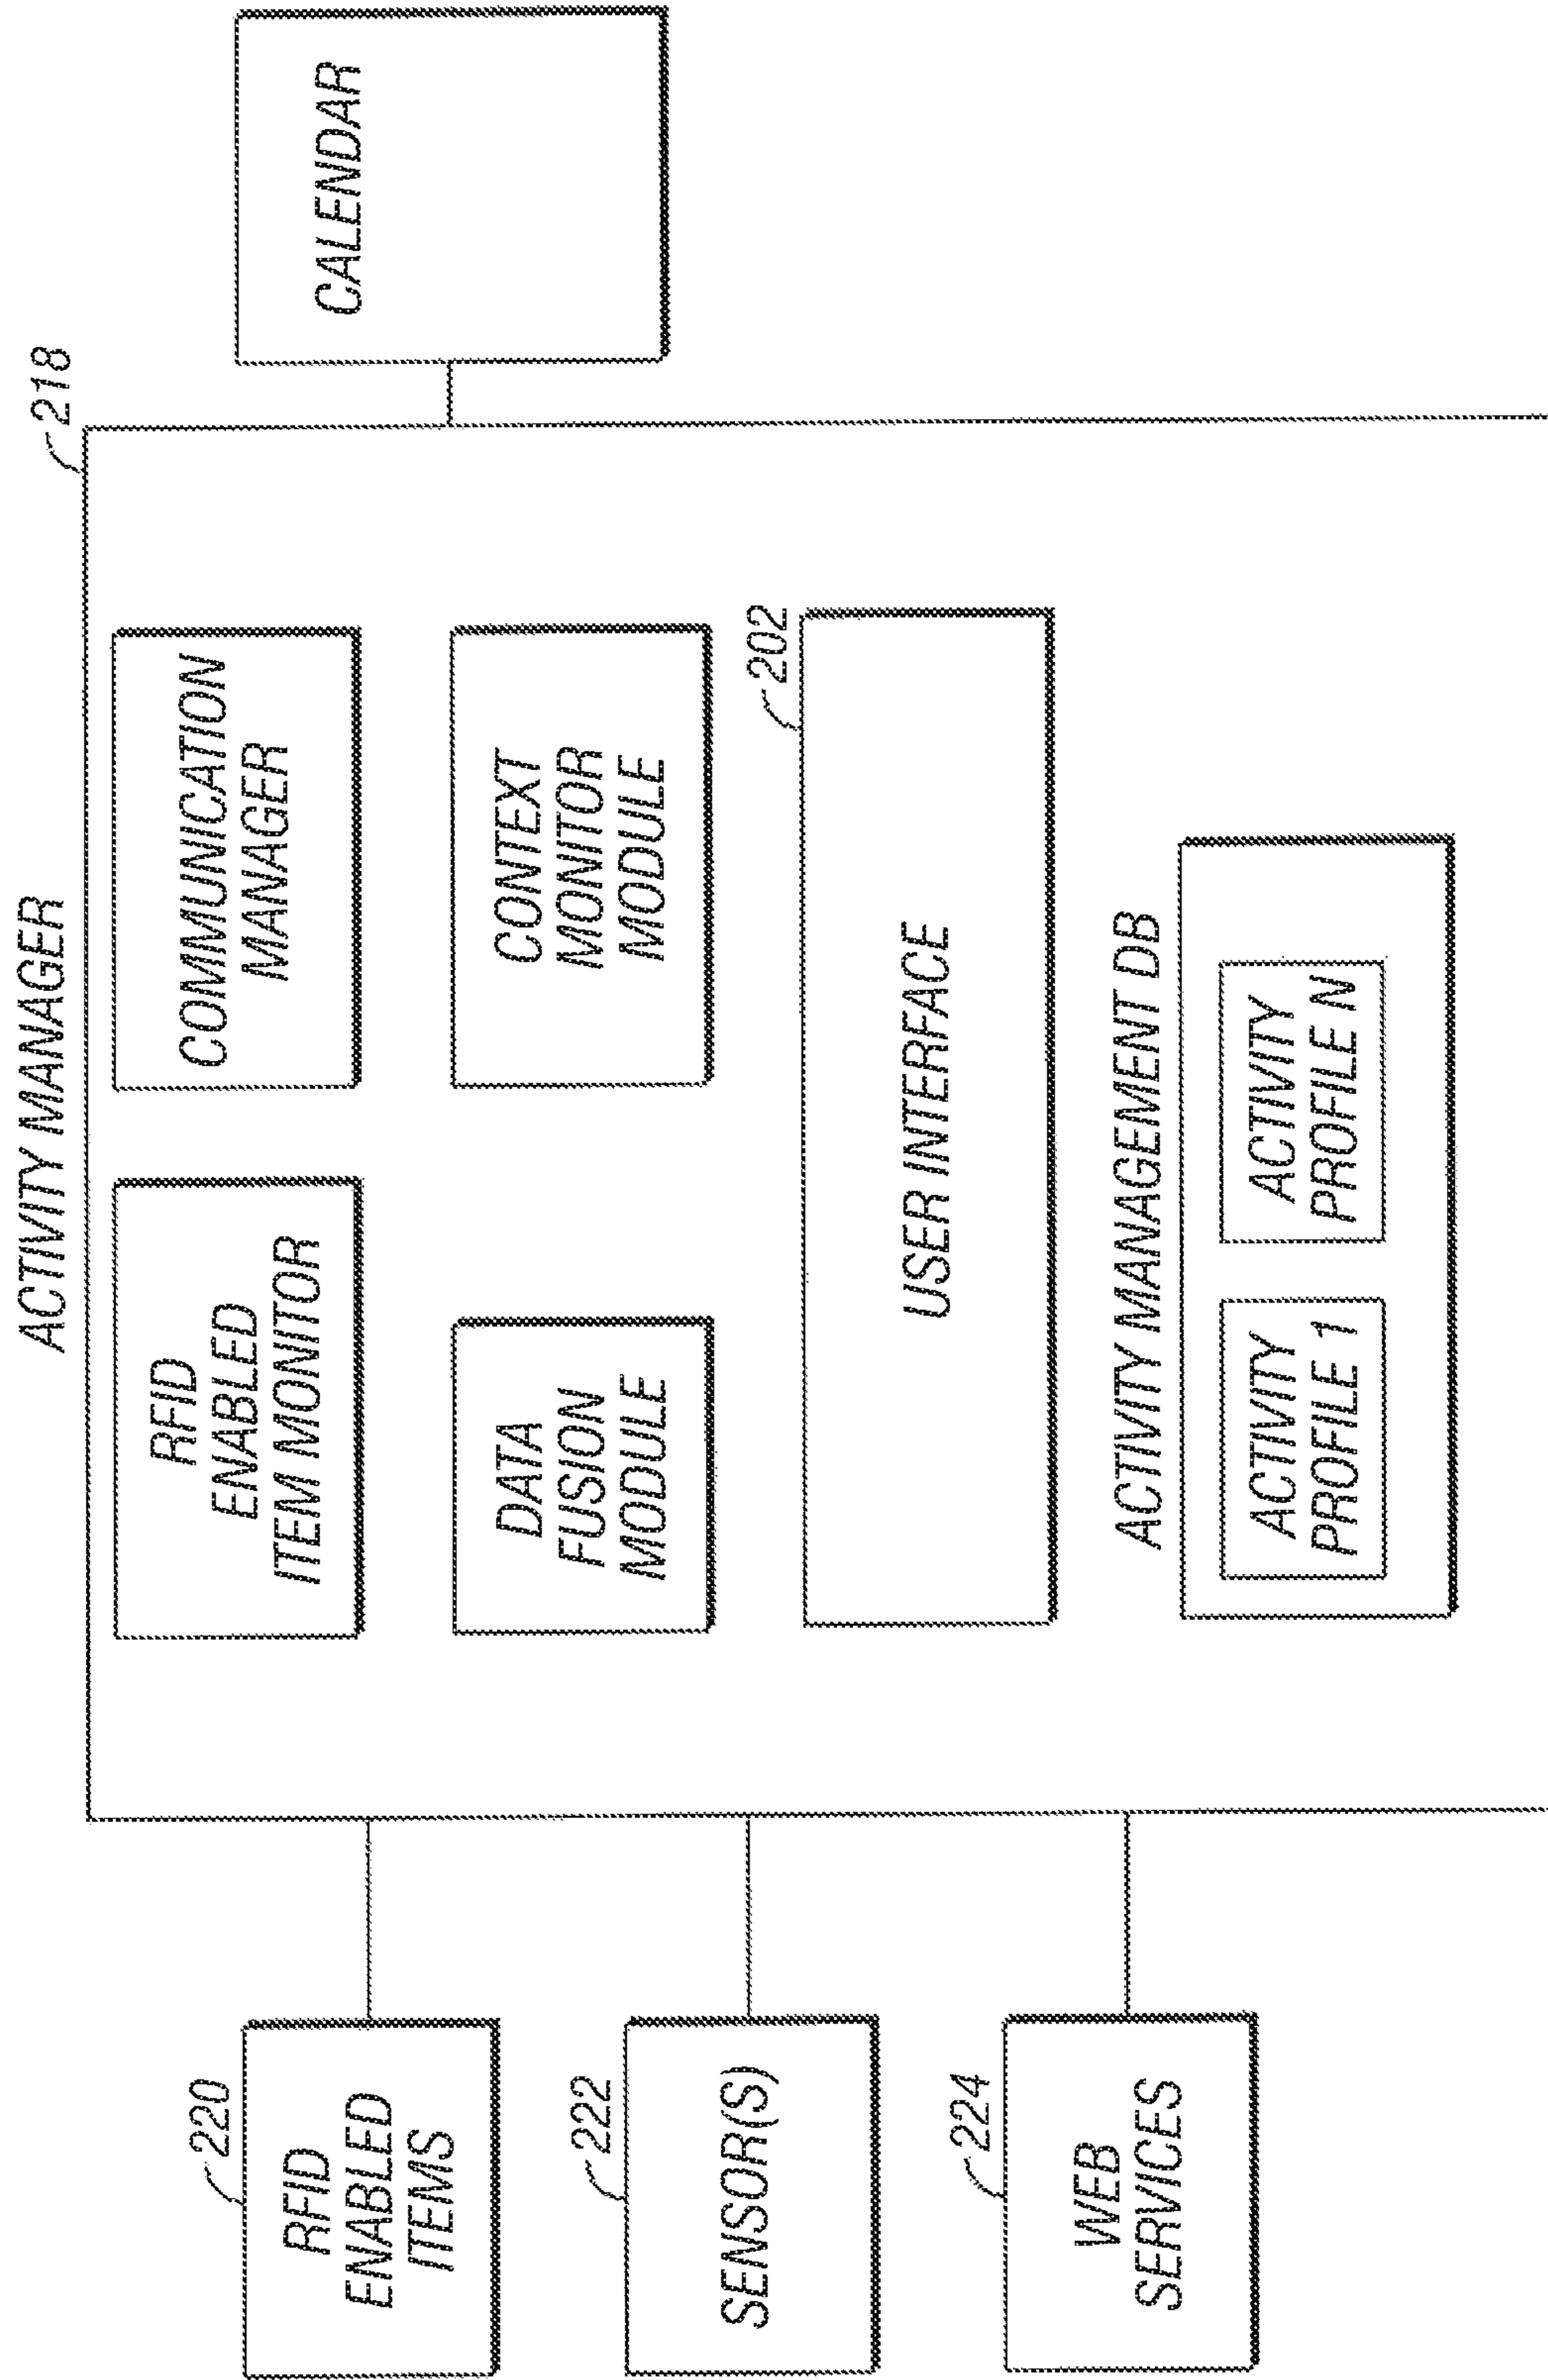 ACTIVITY MANAGER
218
RFID
ENABLED
ITEM MONITOR
COMMUNICATION
MANAGER
CALENDAR
220
RFID
ENABLED
ITEMS
DATA
FUSION
MODULE
CONTEXT
MONITOR
MODULE
222
SENSOR(S)
202
USER INTERFACE
224
WEB
SERVICES
ACTIVITY MANAGEMENT DB
ACTIVITY
PROFILE 1
ACTIVITY
PROFILE N